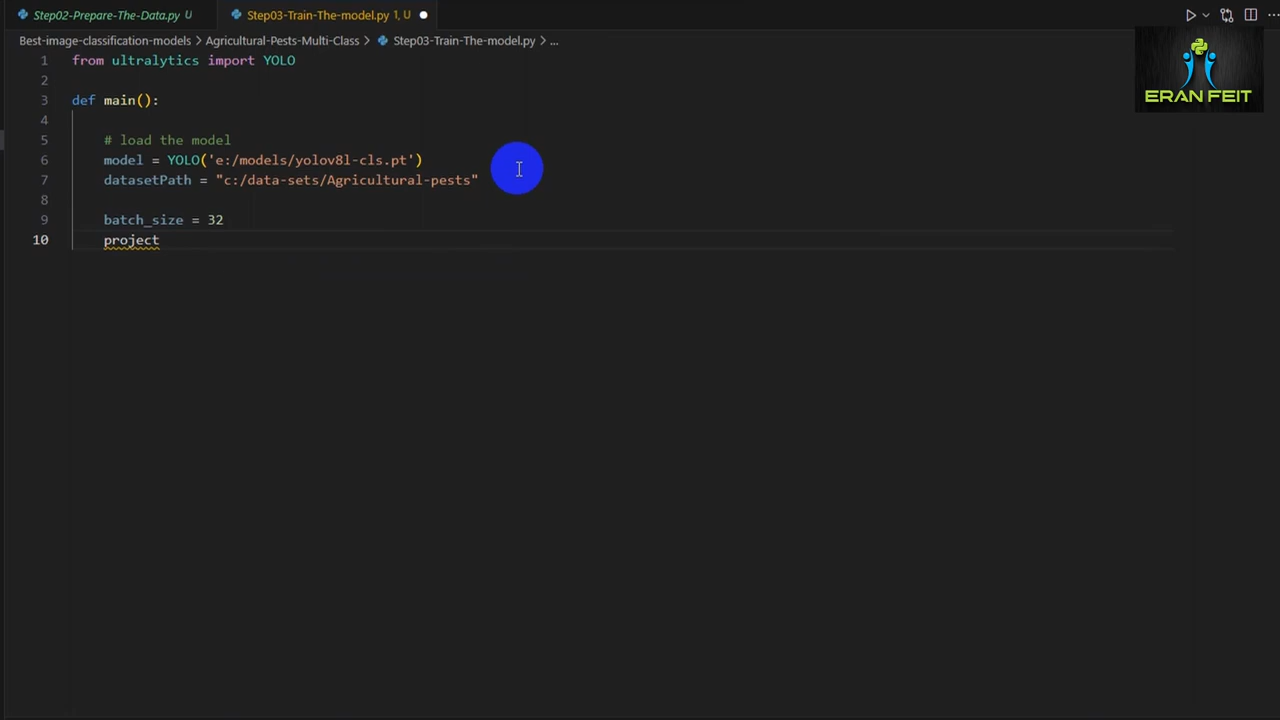 Step02-Prepare-The-Data.py U Step03-Train-The-model.py 1, U
Best-image-classification-models > Agricultural-Pests-Multi-Class > Step03-Train-The-model.py > ...
ERAN FEIT
1 from ultralytics import YOLO
2
3 def main():
4
5 # load the model
6 model = YOLO('e:/models/yolov8l-cls.pt')
7 datasetPath = "c:/data-sets/Agricultural-pests"
8
9 batch_size = 32
10 project